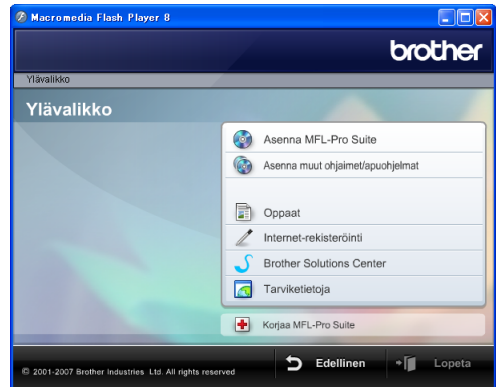 Macromedia Flash Player 8
brother
Ylävalikko
Ylävalikko
Asenna MFL-Pro Suite
Asenna muut ohjaimet/apuohjelmat
Oppaat
Internet-rekisteröinti
Brother Solutions Center
Tarviketietoja
Korjaa MFL-Pro Suite
© 2001-2007 Brother Industries Ltd. All rights reserved
Edellinen
Lopeta